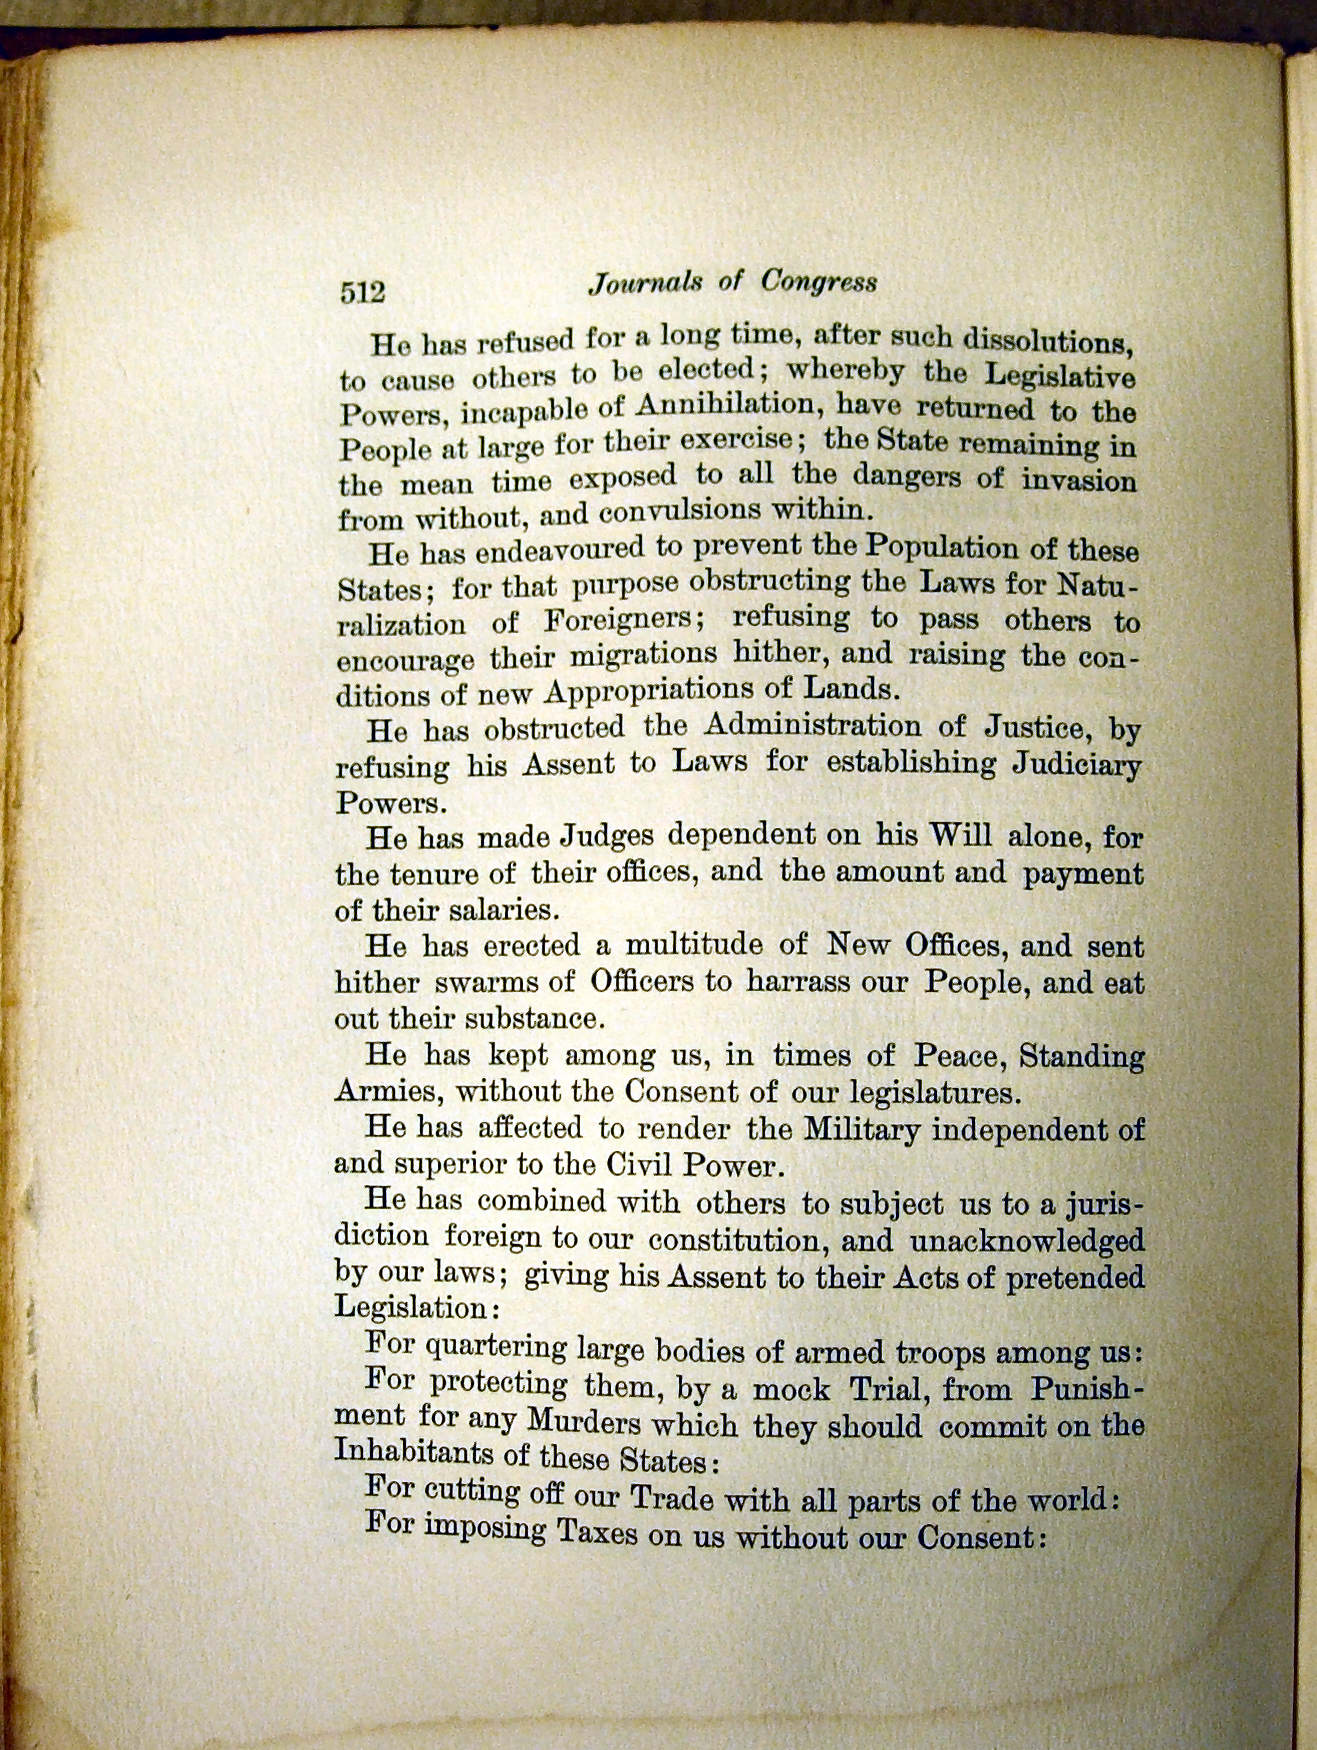 512 Journals of Congress
He has refused for a long time, after such dissolutions,
to cause others to be elected; whereby the Legislative
Powers, incapable of Annihilation, have returned to the
People at large for their exercise; the State remaining in
the mean time exposed to all the dangers of invasion
from without, and convulsions within.
He has endeavoured to prevent the Population of these
States; for that purpose obstructing the Laws for Natu-
ralization of Foreigners; refusing to pass others to
encourage their migrations hither, and raising the con-
ditions of new Appropriations of Lands.
He has obstructed the Administration of Justice, by
refusing his Assent to Laws for establishing Judiciary
Powers.
He has made Judges dependent on his Will alone, for
the tenure of their offices, and the amount and payment
of their salaries.
He has erected a multitude of New Offices, and sent
hither swarms of Officers to harrass our People, and eat
out their substance.
He has kept among us, in times of Peace, Standing
Armies, without the Consent of our legislatures.
He has affected to render the Military independent of
and superior to the Civil Power.
He has combined with others to subject us to a juris-
diction foreign to our constitution, and unacknowledged
by our laws; giving his Assent to their Acts of pretended
Legislation:
For quartering large bodies of armed troops among us:
For protecting them, by a mock Trial, from Punish-
ment for any Murders which they should commit on the
Inhabitants of these States:
For cutting off our Trade with all parts of the world:
For imposing Taxes on us without our Consent: